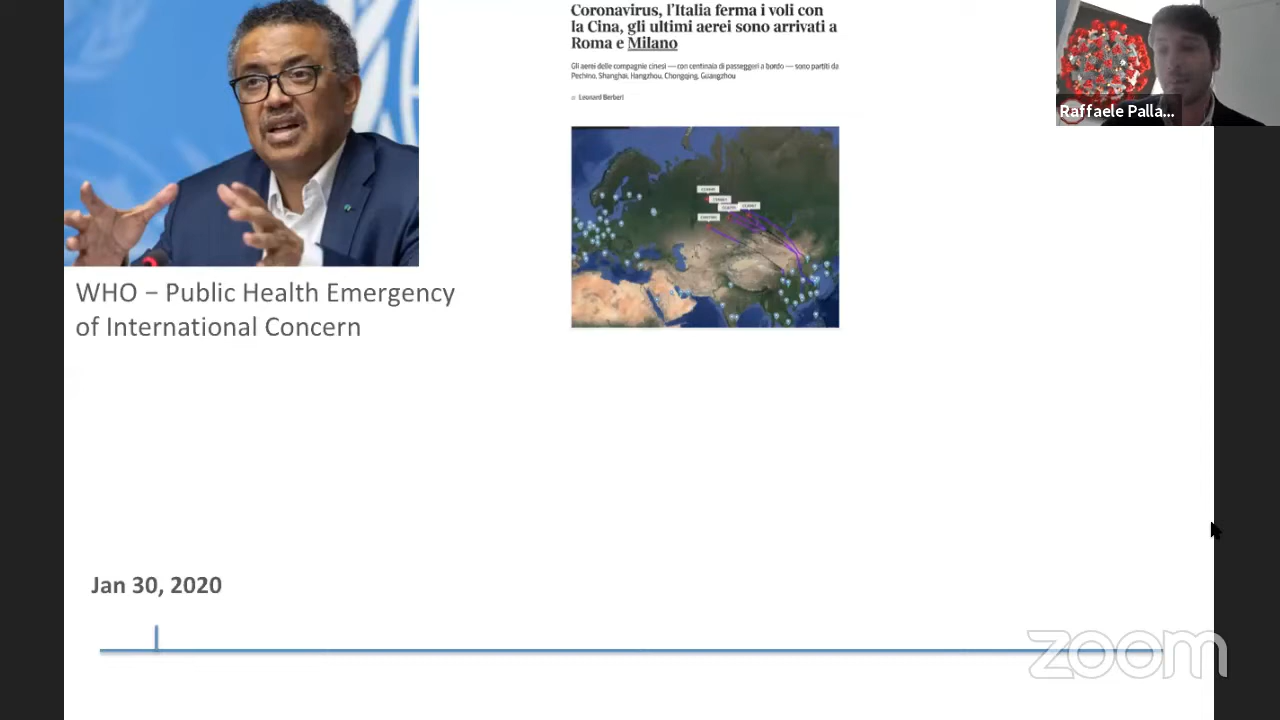 Coronavirus, l'Italia ferma i voli con
la Cina, gli ultimi aerei sono arrivati a
Roma e Milano
Gli aerei delle compagnie cinesi — con centinaia di passeggeri a bordo — sono partiti da
Pechino, Shanghai, Hangzhou, Chongqing, Guangzhou
di Leonard Berberi
Raffaele Palla...
WHO – Public Health Emergency
of International Concern
Jan 30, 2020
zoom